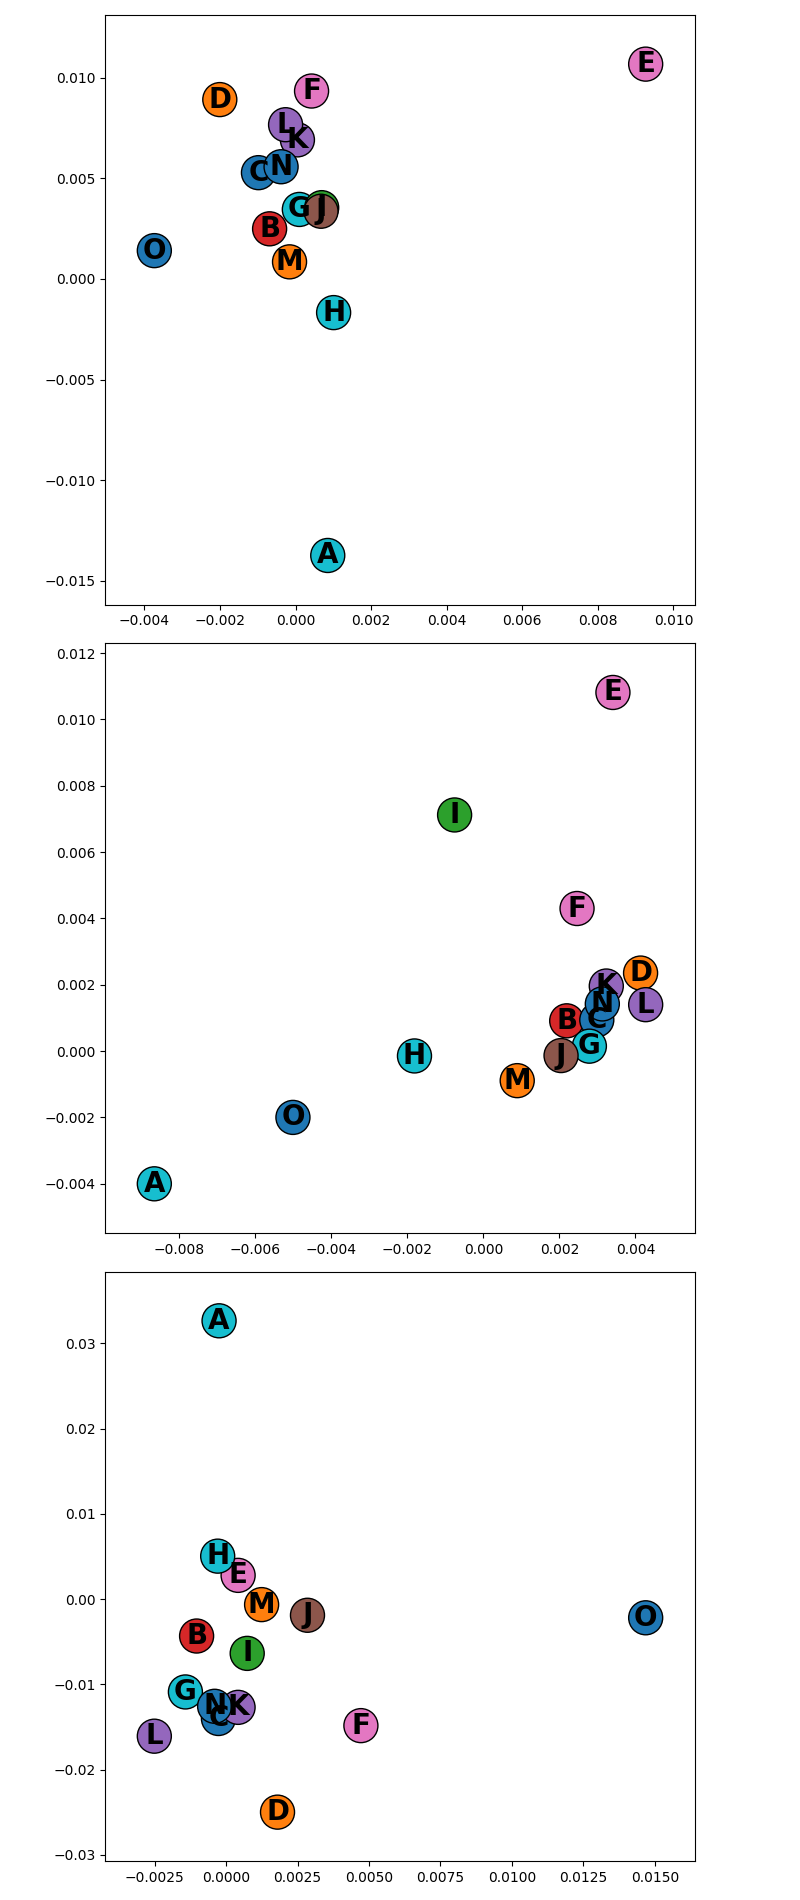 0.010
0.005
0.000
−0.005
−0.010
−0.015
E
F
D
L
K
C N
G J
B
O
M
H
A
−0.004 −0.002 0.000 0.002 0.004 0.006 0.008 0.010
0.012
0.010
0.008
0.006
0.004
0.002
0.000
−0.002
−0.004
E
I
F
D
K
N L
B C
G
H J
M
O
A
−0.008 −0.006 −0.004 −0.002 0.000 0.002 0.004
0.03
0.02
0.01
0.00
−0.01
−0.02
−0.03
A
H
E
M
J
O
B
I
G
N K
C
F
L
D
−0.0025 0.0000 0.0025 0.0050 0.0075 0.0100 0.0125 0.0150